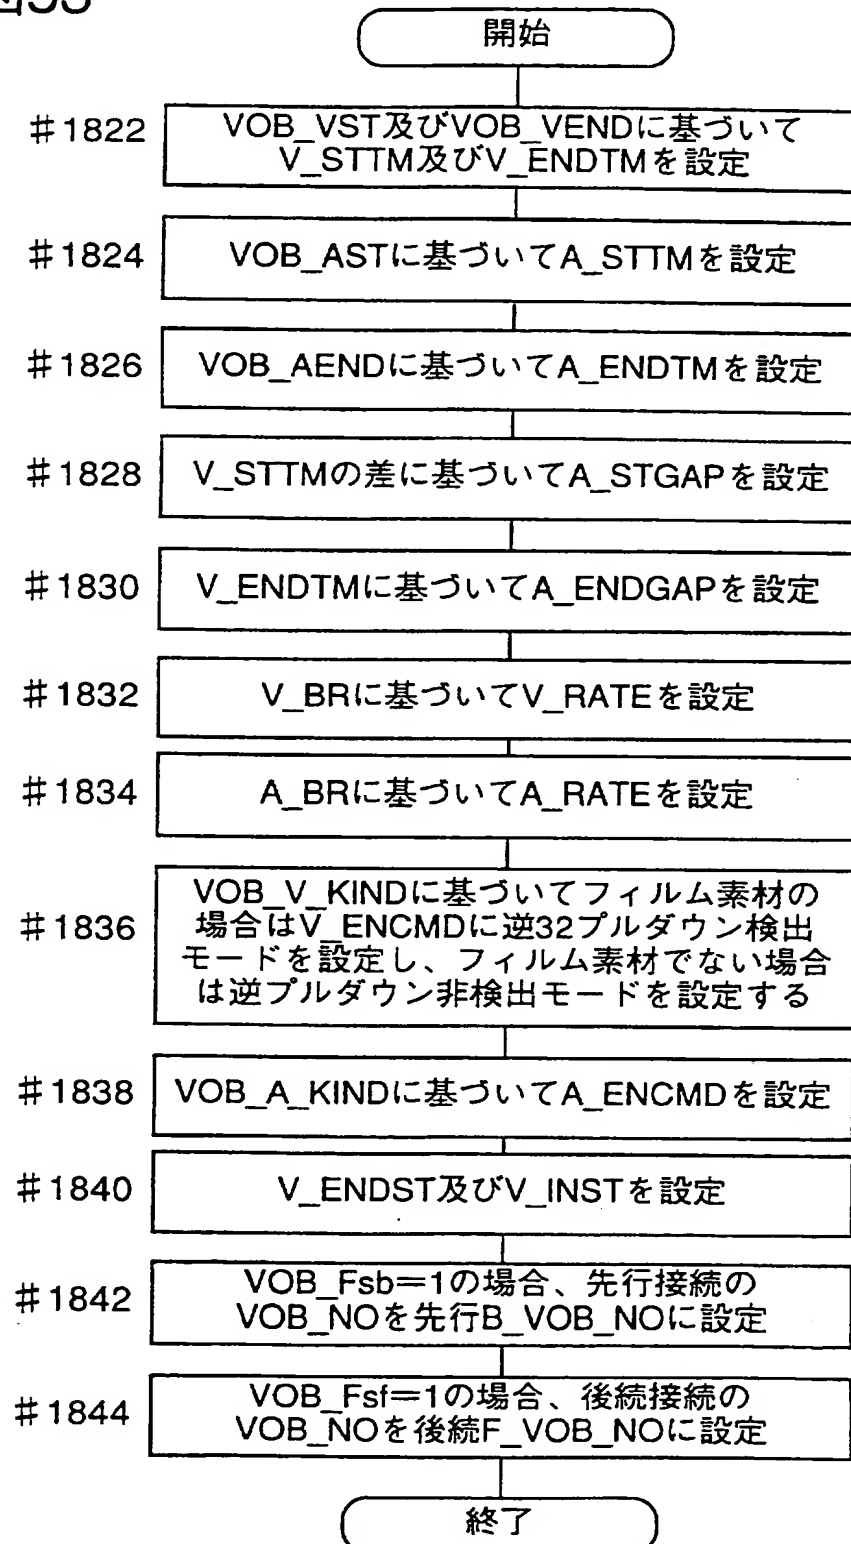 開始
#1822
VOB_VST及びVOB_VENDに基づいて
V_STTM及びV_ENDTMを設定
#1824
VOB_ASTに基づいてA_STTMを設定
#1826
VOB_AENDに基づいてA_ENDTMを設定
#1828
V_STTMの差に基づいてA_STGAPを設定
#1830
V_ENDTMに基づいてA_ENDGAPを設定
#1832
V_BRに基づいてV_RATEを設定
#1834
A_BRに基づいてA_RATEを設定
#1836
VOB_V_KINDに基づいてフィルム素材の
場合はV_ENCMDに逆32プルダウン検出
モードを設定し、フィルム素材でない場合
は逆プルダウン非検出モードを設定する
#1838
VOB_A_KINDに基づいてA_ENCMDを設定
#1840
V_ENDST及びV_INSTを設定
#1842
VOB_Fsb=1の場合、先行接続の
VOB_NOを先行B_VOB_NOに設定
#1844
VOB_Fsf=1の場合、後続接続の
VOB_NOを後続F_VOB_NOに設定
終了